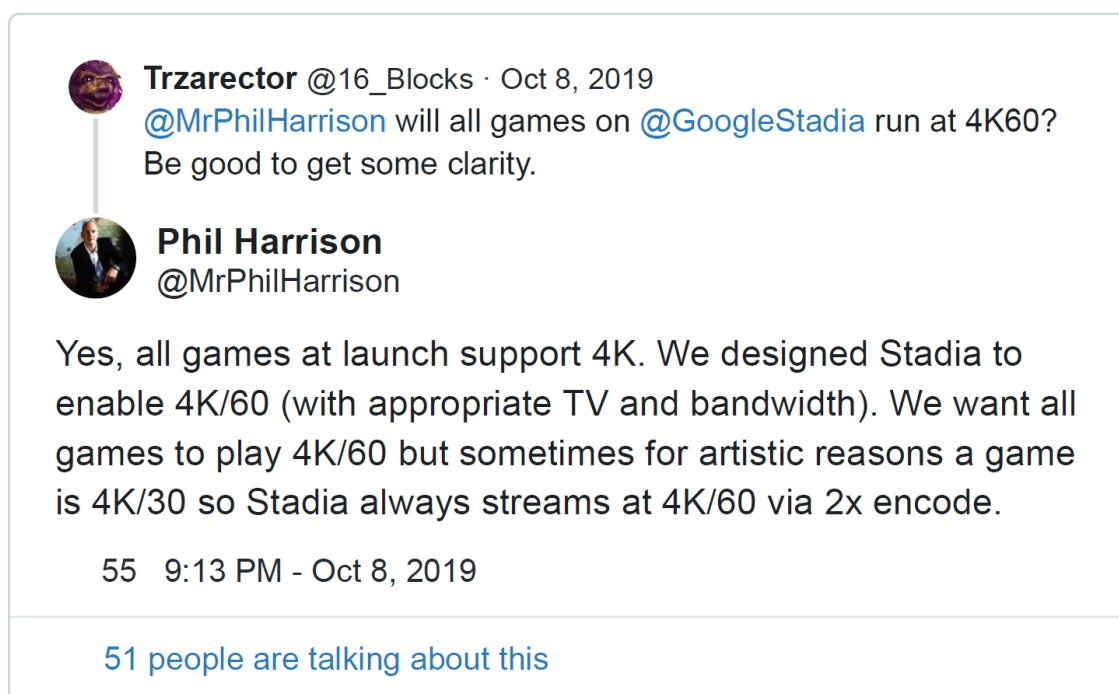 Trzarector @16_Blocks · Oct 8, 2019
@MrPhilHarrison will all games on @GoogleStadia run at 4K60?
Be good to get some clarity.
Phil Harrison
@MrPhilHarrison
Yes, all games at launch support 4K. We designed Stadia to
enable 4K/60 (with appropriate TV and bandwidth). We want all
games to play 4K/60 but sometimes for artistic reasons a game
is 4K/30 so Stadia always streams at 4K/60 via 2x encode.
55 9:13 PM - Oct 8, 2019
51 people are talking about this